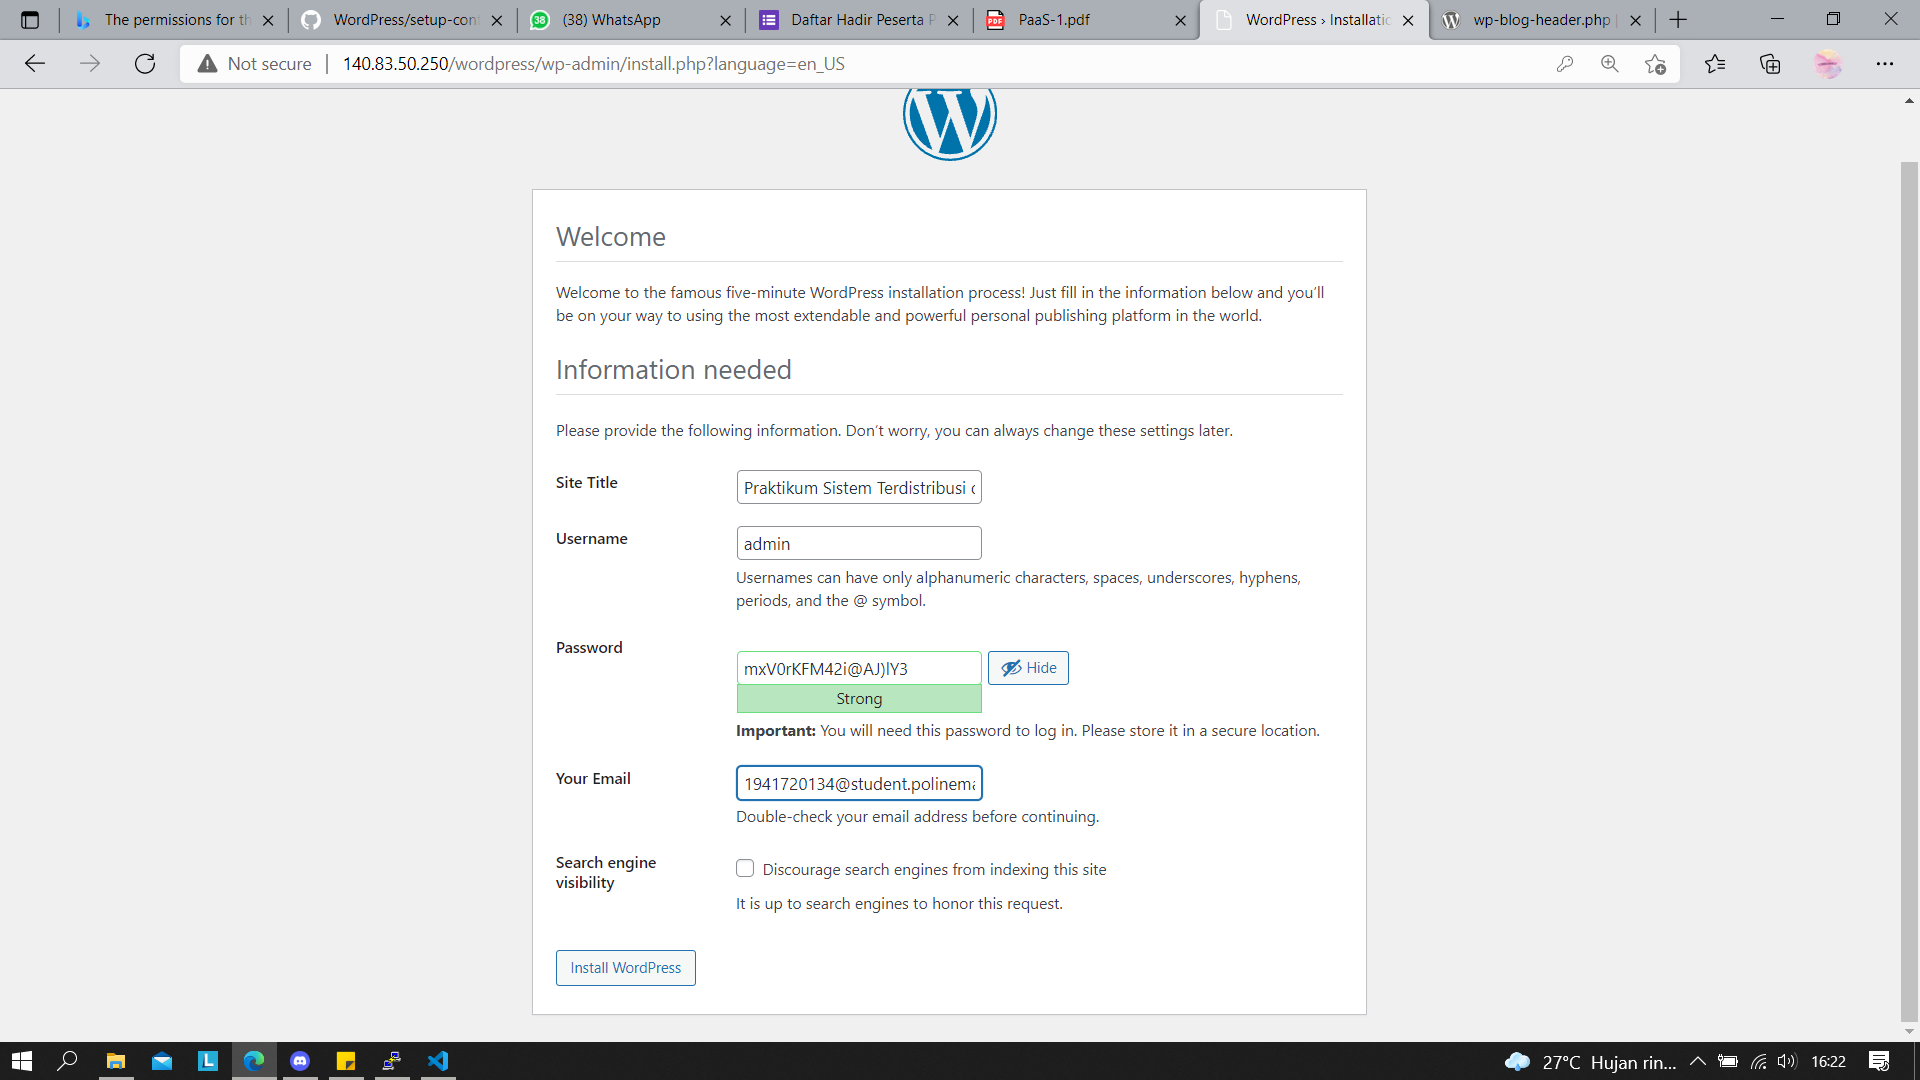 The permissions for th
WordPress/setup-conf
(38) WhatsApp
Daftar Hadir Peserta P
PaaS-1.pdf
WordPress › Installatio
wp-blog-header.php |
Not secure
140.83.50.250/wordpress/wp-admin/install.php?language=en_US
Welcome
Welcome to the famous five-minute WordPress installation process! Just fill in the information below and you’ll
be on your way to using the most extendable and powerful personal publishing platform in the world.
Information needed
Please provide the following information. Don’t worry, you can always change these settings later.
Site Title
Praktikum Sistem Terdistribusi d
Username
admin
Usernames can have only alphanumeric characters, spaces, underscores, hyphens,
periods, and the @ symbol.
Password
mxV0rKFM42i@AJ)lY3
Hide
Strong
Important: You will need this password to log in. Please store it in a secure location.
Your Email
1941720134@student.polinema
Double-check your email address before continuing.
Search engine
visibility
Discourage search engines from indexing this site
It is up to search engines to honor this request.
Install WordPress
27°C Hujan rin...
16:22